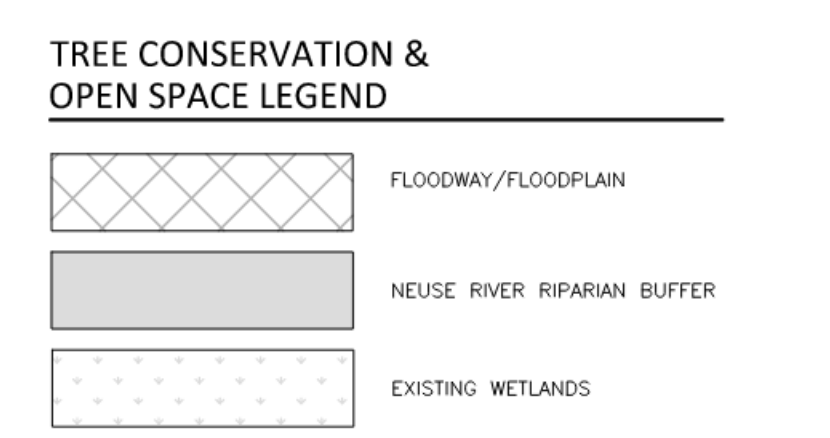 TREE CONSERVATION &
OPEN SPACE LEGEND
FLOODWAY/FLOODPLAIN
NEUSE RIVER RIPARIAN BUFFER
EXISTING WETLANDS